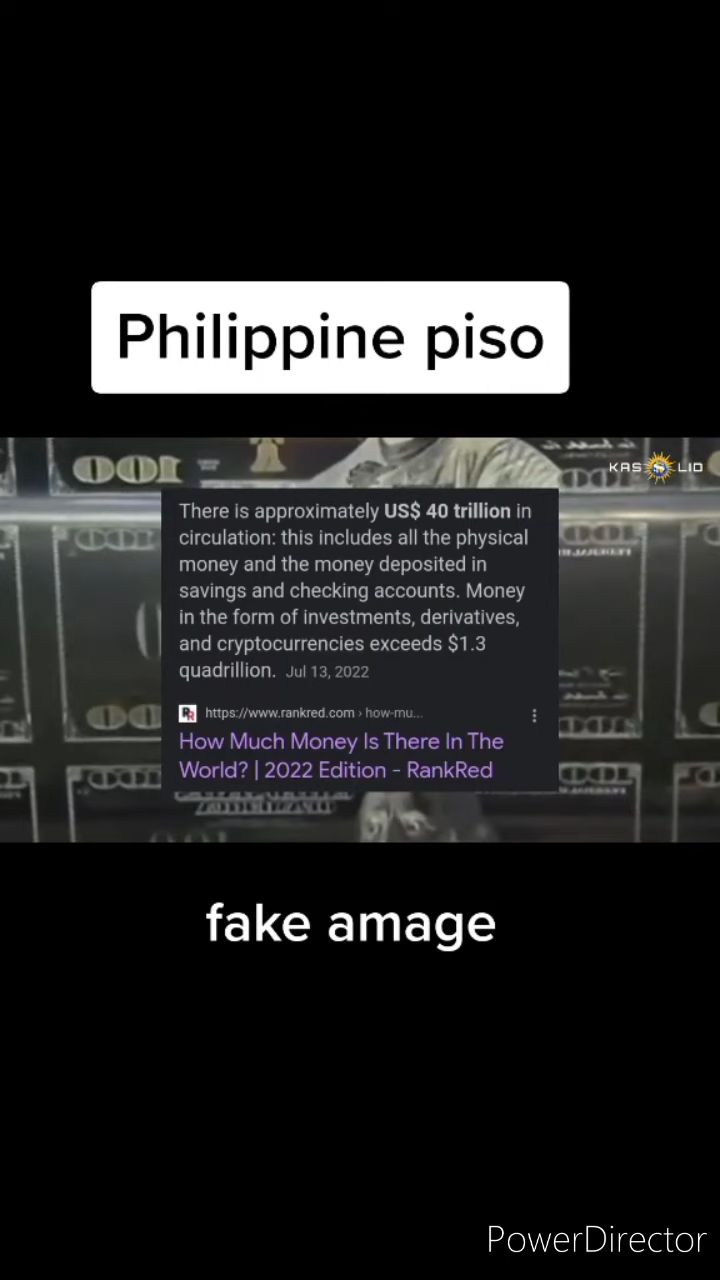 Philippine piso
100
KAS LID
There is approximately US$ 40 trillion in
circulation: this includes all the physical
money and the money deposited in
savings and checking accounts. Money
in the form of investments, derivatives,
and cryptocurrencies exceeds $1.3
quadrillion. Jul 13, 2022
RR https://www.rankred.com › how-mu...
How Much Money Is There In The
World? | 2022 Edition - RankRed
fake amage
PowerDirector